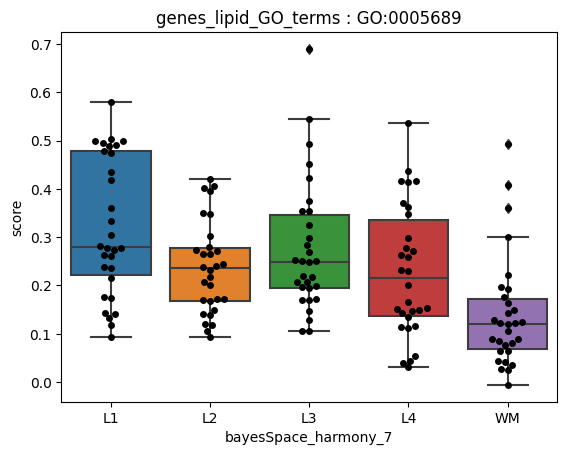 genes_lipid_GO_terms : GO:0005689
0.7
0.6
0.5
0.4
0.3
0.2
0.1
0.0
score
L1 L2 L3 L4 WM
bayesSpace_harmony_7